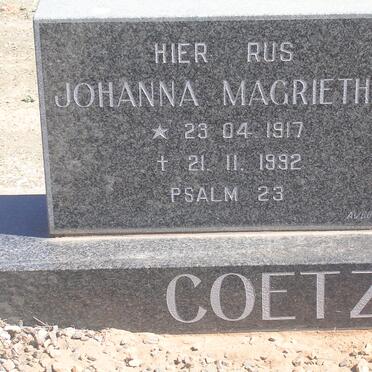 HIER RUS
JOHANNA MAGRIETH
★ 23 04 1917
† 21. 11. 1992
PSALM 23
COETZ